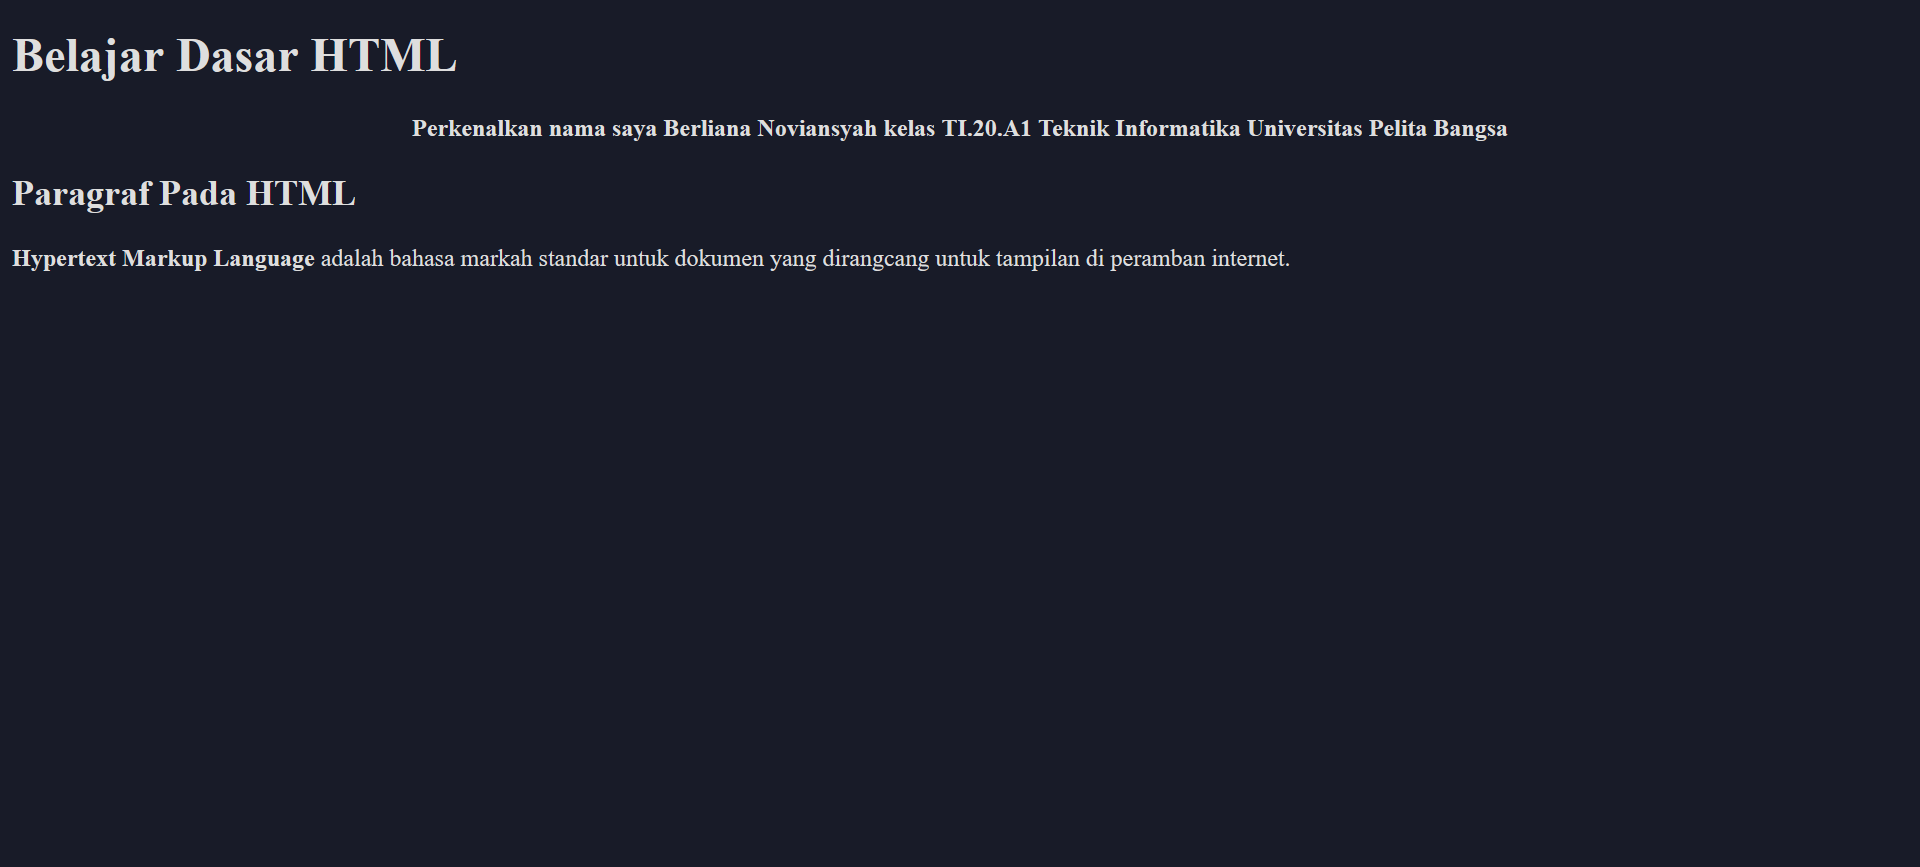 Belajar Dasar HTML
Perkenalkan nama saya Berliana Noviansyah kelas TI.20.A1 Teknik Informatika Universitas Pelita Bangsa
Paragraf Pada HTML
Hypertext Markup Language adalah bahasa markah standar untuk dokumen yang dirangcang untuk tampilan di peramban internet.